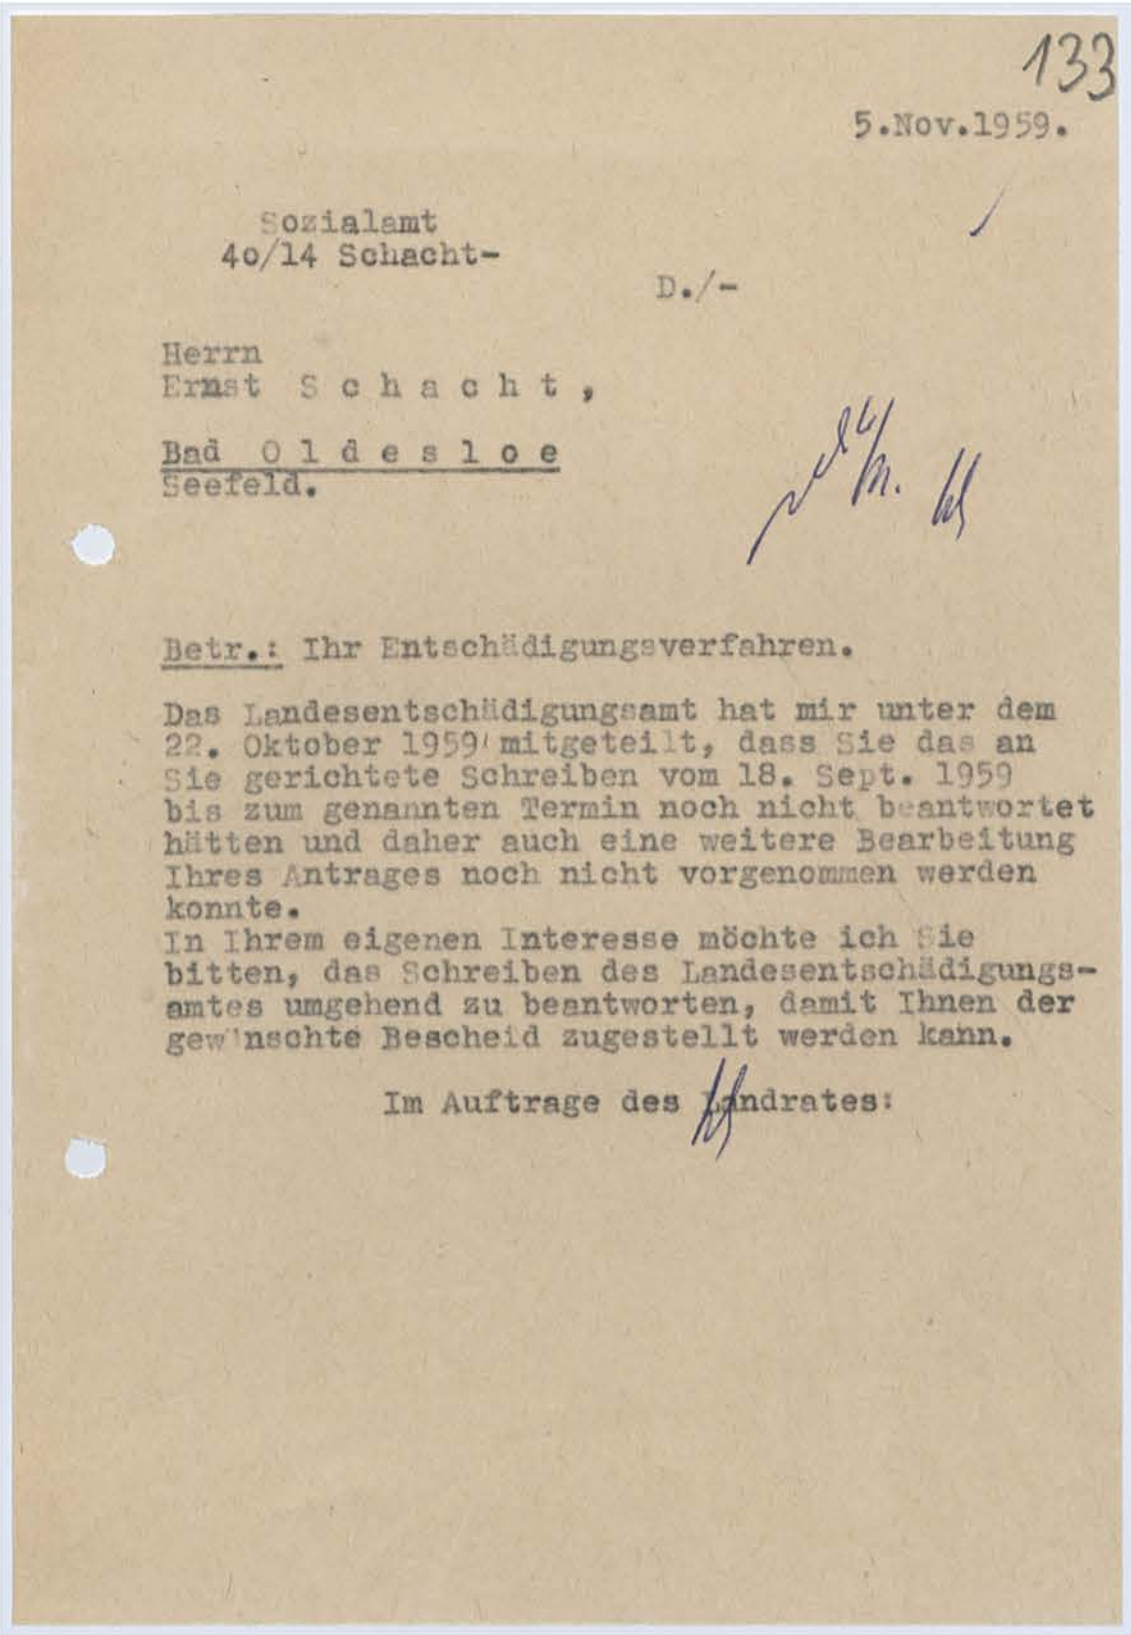 133
5.Nov.1959.
Sozialamt
4o/14 Schacht-
D./-
Herrn
Ernst S c h a c h t ,
Bad O l d e s l o e
Seefeld.
Betr.: Ihr Entschädigungsverfahren.
Das Landesentschädigungsamt hat mir unter dem
22. Oktober 1959 mitgeteilt, dass Sie das an
Sie gerichtete Schreiben vom 18. Sept. 1959
bis zum genannten Termin noch nicht beantwortet
hätten und daher auch eine weitere Bearbeitung
Ihres Antrages noch nicht vorgenommen werden
konnte.
In Ihrem eigenen Interesse möchte ich Sie
bitten, das Schreiben des Landesentschädigungs-
amtes umgehend zu beantworten, damit Ihnen der
gewünschte Bescheid zugestellt werden kann.
Im Auftrage des Landrates: